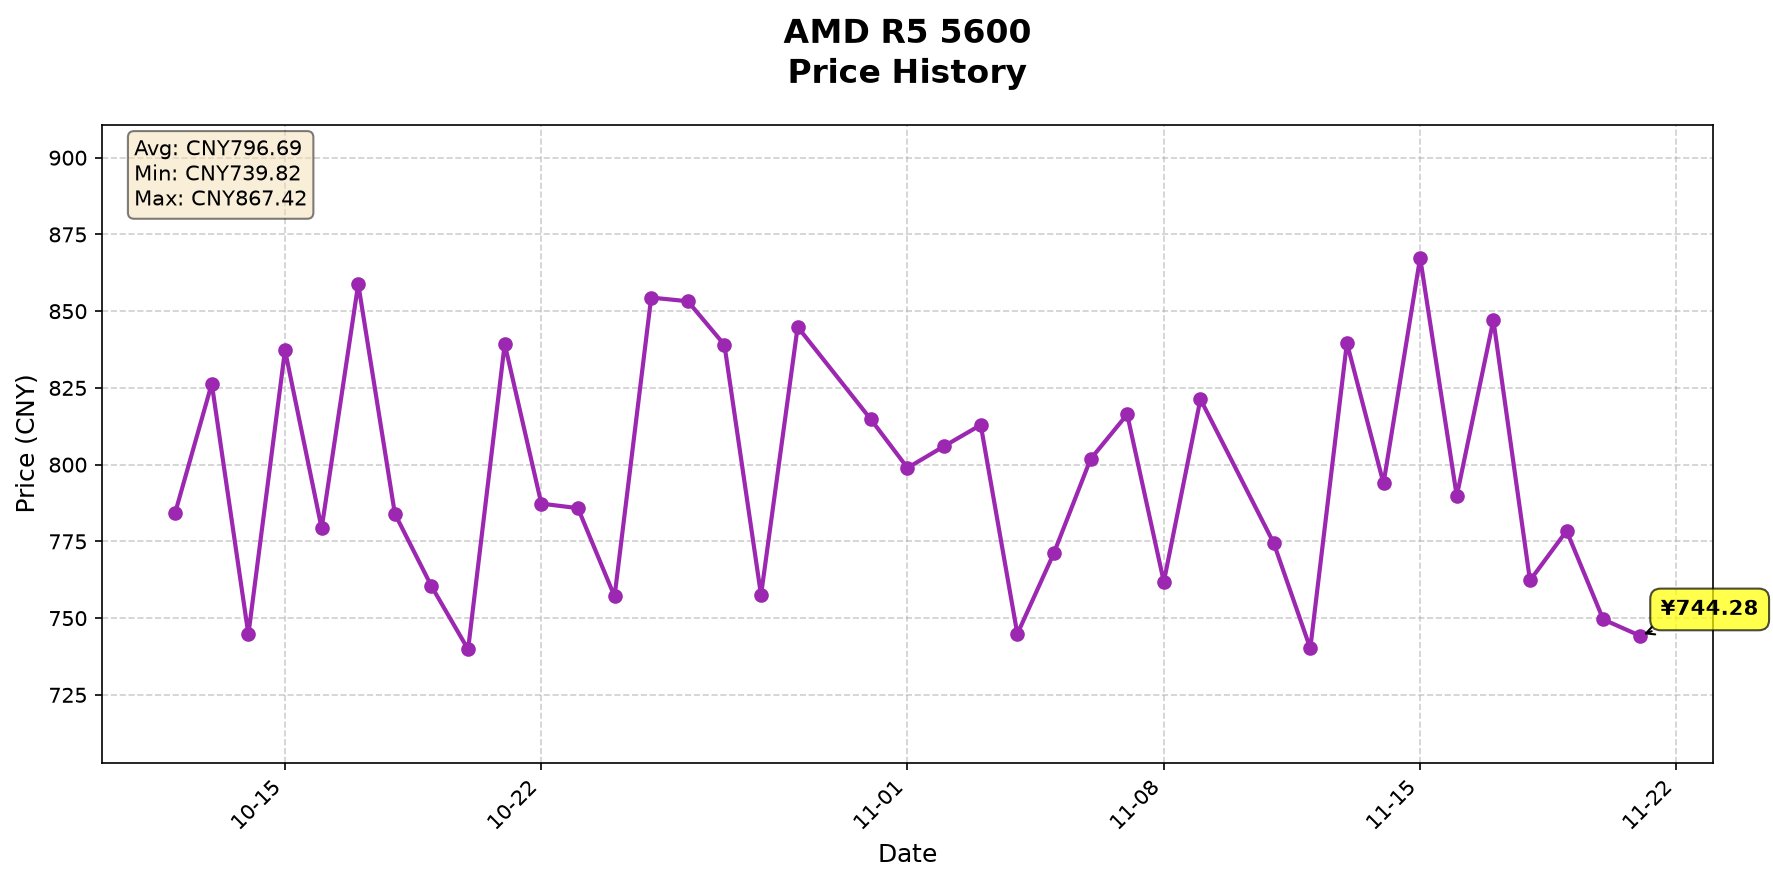 AMD R5 5600
Price History
Avg: CNY796.69
Min: CNY739.82
Max: CNY867.42
900
875
850
825
800
775
750
725
Price (CNY)
¥744.28
10-15
10-22
11-01
11-08
11-15
11-22
Date